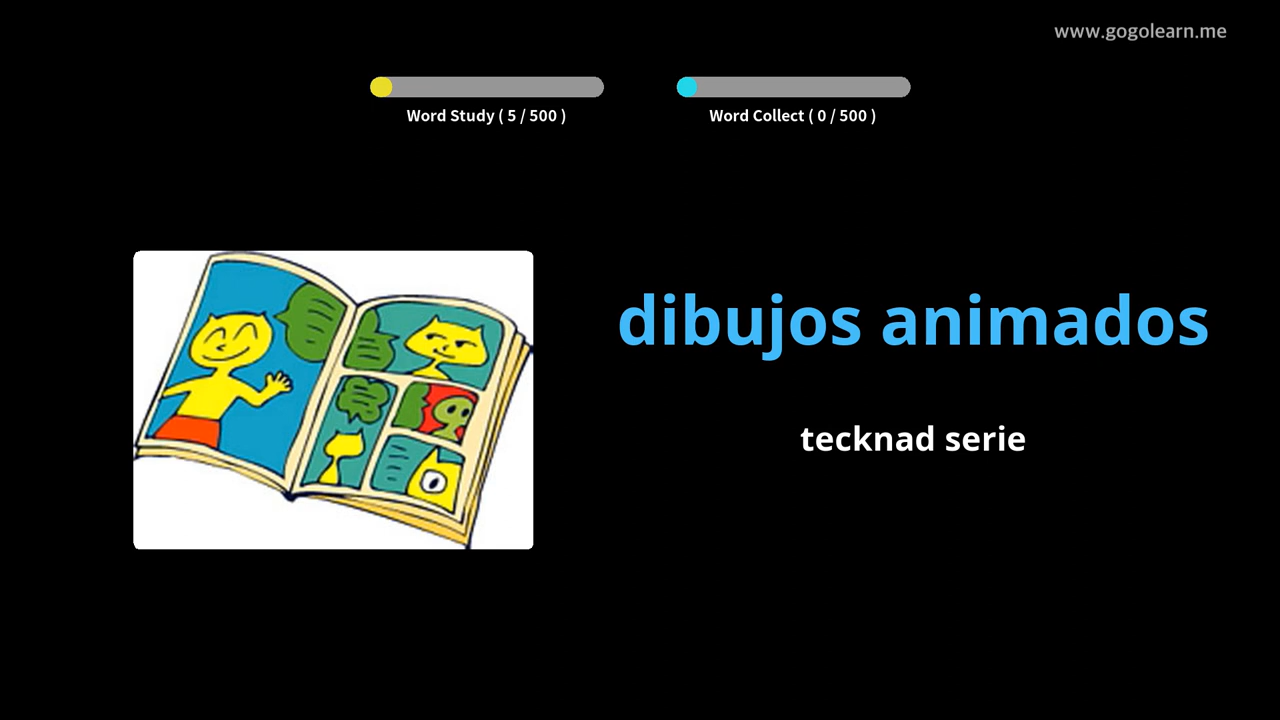 www.gogolearn.me
Word Study ( 5 / 500 )
Word Collect ( 0 / 500 )
dibujos animados
tecknad serie